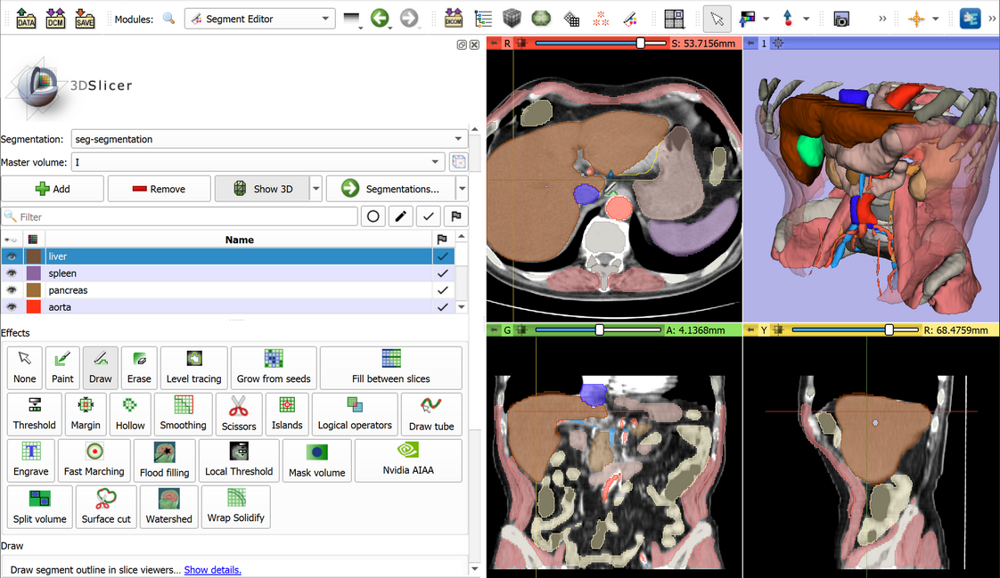 DATA DCM SAVE Modules: Segment Editor DICOM
R S: 53.7156mm 1
3DSlicer
Segmentation: seg-segmentation
Master volume: I
Add Remove Show 3D Segmentations...
Filter
Name
liver
spleen
pancreas
aorta
G A: 4.1368mm Y R: 68.4759mm
Effects
None Paint Draw Erase Level tracing Grow from seeds Fill between slices
Threshold Margin Hollow Smoothing Scissors Islands Logical operators Draw tube
Engrave Fast Marching Flood filling Local Threshold Mask volume Nvidia AIAA
Split volume Surface cut Watershed Wrap Solidify
Draw
Draw segment outline in slice viewers... Show details.